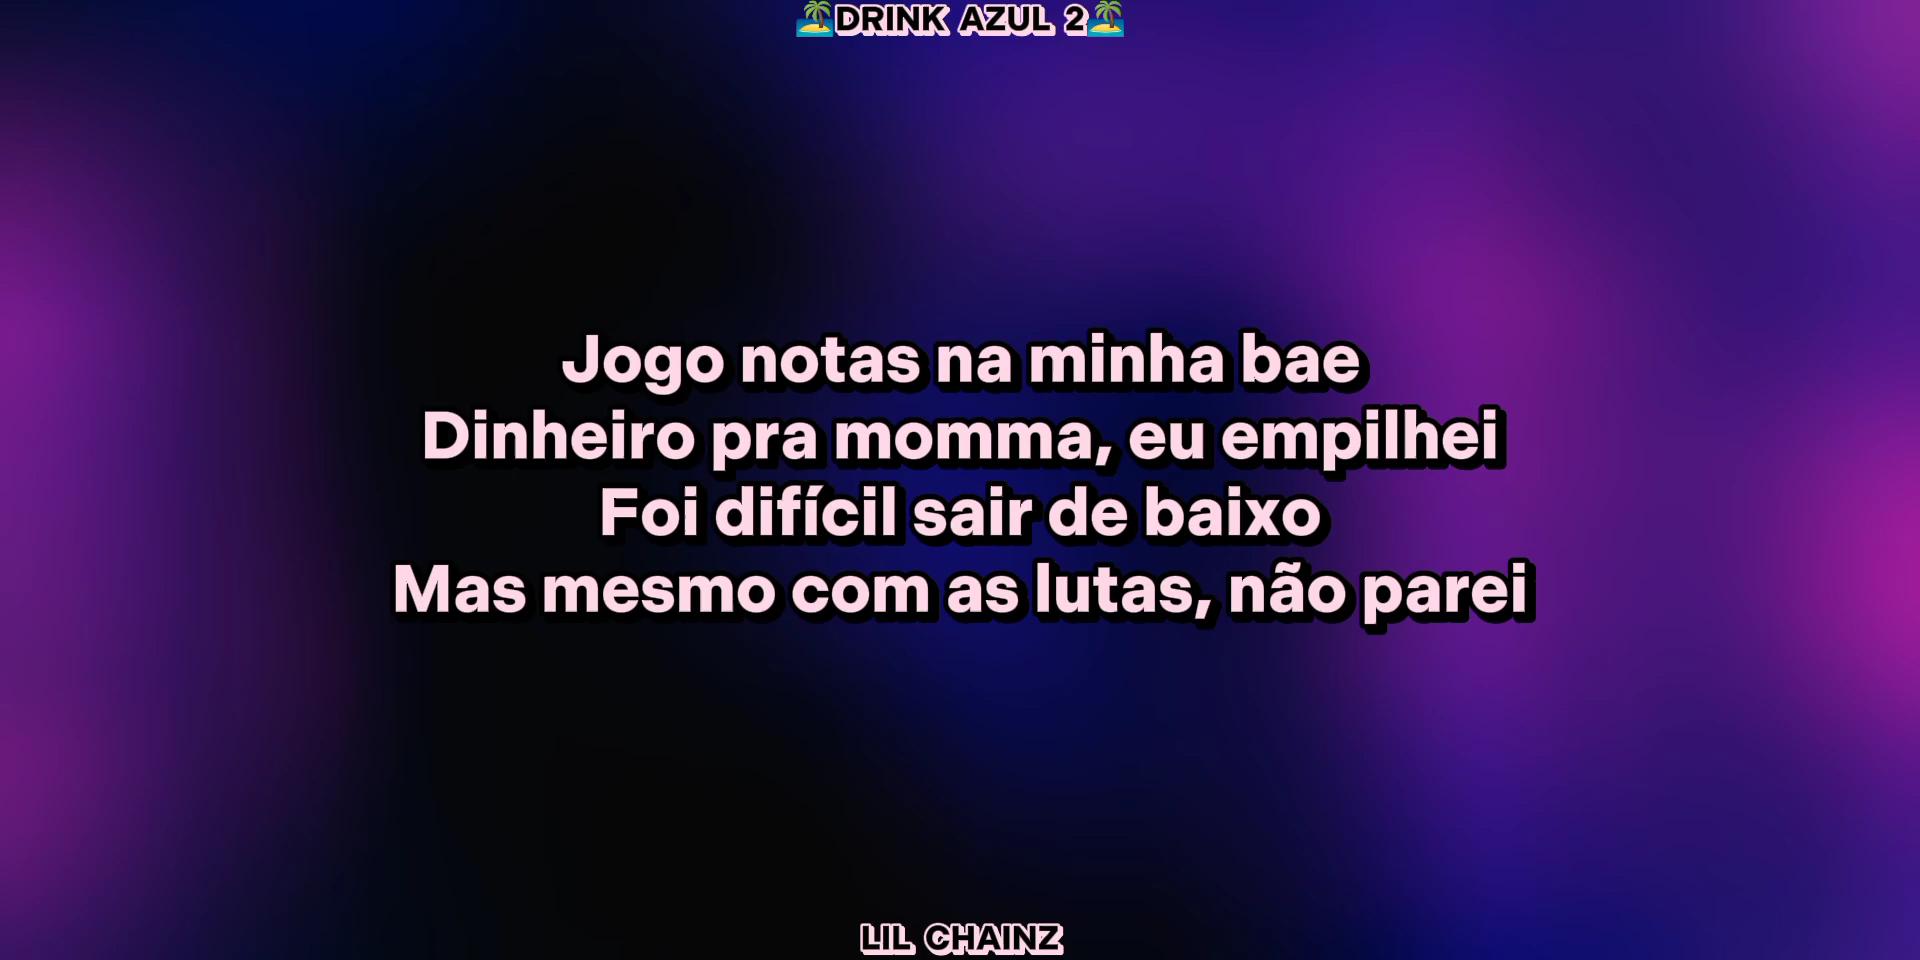 🏝️DRINK AZUL 2🏝️
Jogo notas na minha bae
Dinheiro pra momma, eu empilhei
Foi difícil sair de baixo
Mas mesmo com as lutas, não parei
LIL CHAINZ